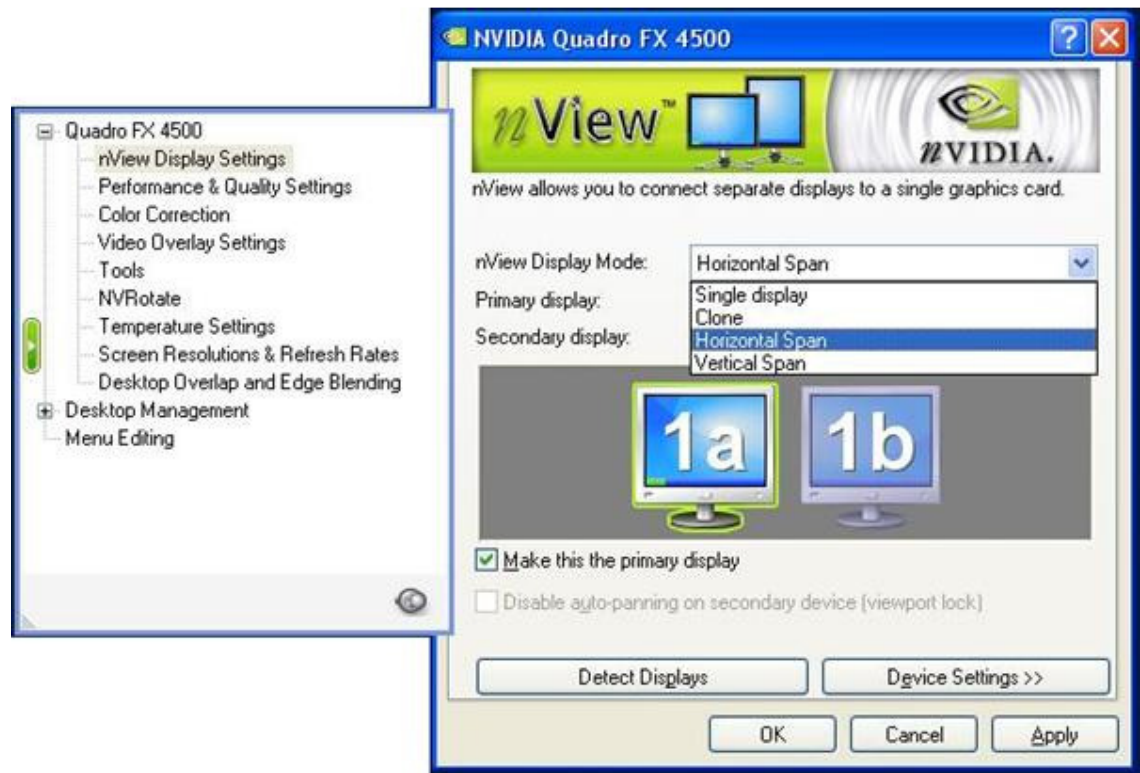 Quadro FX 4500
nView Display Settings
Performance & Quality Settings
Color Correction
Video Overlay Settings
Tools
NVRotate
Temperature Settings
Screen Resolutions & Refresh Rates
Desktop Overlap and Edge Blending
Desktop Management
Menu Editing
NVIDIA Quadro FX 4500
nView™
nVIDIA.
nView allows you to connect separate displays to a single graphics card.
nView Display Mode: Horizontal Span
Primary display: Single display
Clone
Secondary display: Horizontal Span
Vertical Span
1a 1b
Make this the primary display
Disable auto-panning on secondary device (viewport lock)
Detect Displays Device Settings >>
OK Cancel Apply